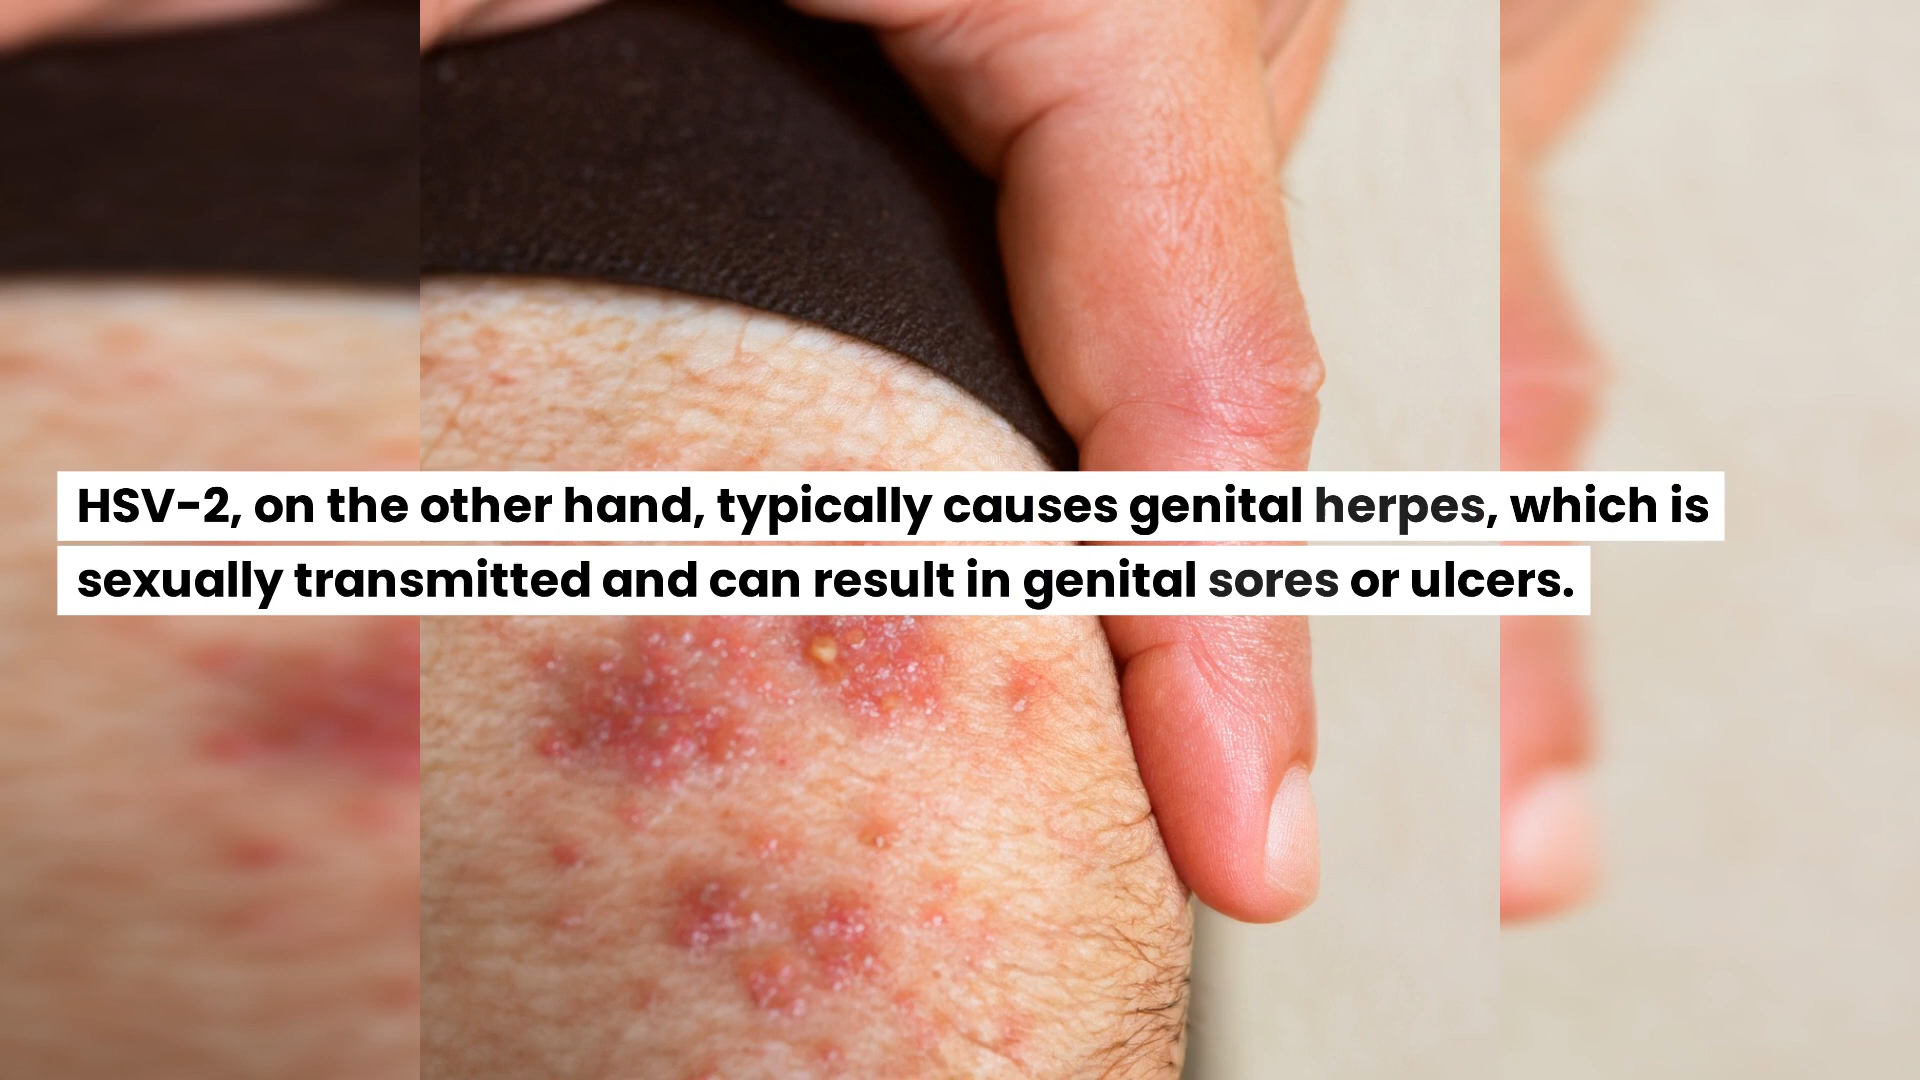 HSV-2, on the other hand, typically causes genital herpes, which is
sexually transmitted and can result in genital sores or ulcers.